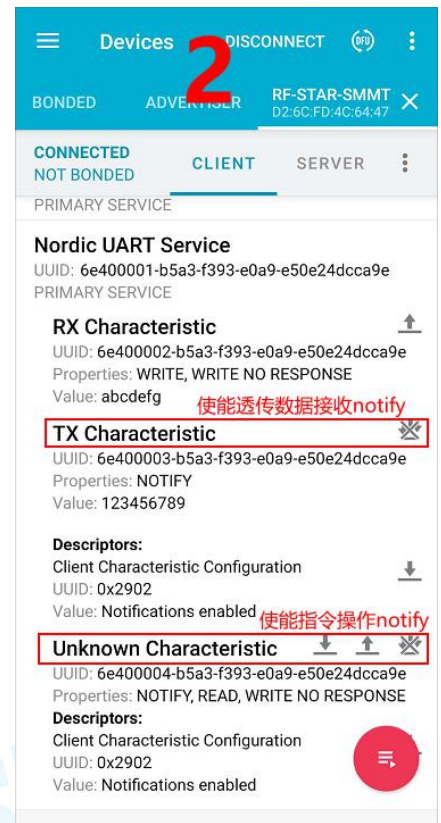 Devices
DISCONNECT
DFU
2
BONDED
ADVERTISER
RF-STAR-SMMT
D2:6C:FD:4C:64:47
CONNECTED
NOT BONDED
CLIENT
SERVER
PRIMARY SERVICE
Nordic UART Service
UUID: 6e400001-b5a3-f393-e0a9-e50e24dcca9e
PRIMARY SERVICE
RX Characteristic
UUID: 6e400002-b5a3-f393-e0a9-e50e24dcca9e
Properties: WRITE, WRITE NO RESPONSE
Value: abcdefg
使能透传数据接收notify
TX Characteristic
UUID: 6e400003-b5a3-f393-e0a9-e50e24dcca9e
Properties: NOTIFY
Value: 123456789
Descriptors:
Client Characteristic Configuration
UUID: 0x2902
Value: Notifications enabled
使能指令操作notify
Unknown Characteristic
UUID: 6e400004-b5a3-f393-e0a9-e50e24dcca9e
Properties: NOTIFY, READ, WRITE NO RESPONSE
Descriptors:
Client Characteristic Configuration
UUID: 0x2902
Value: Notifications enabled